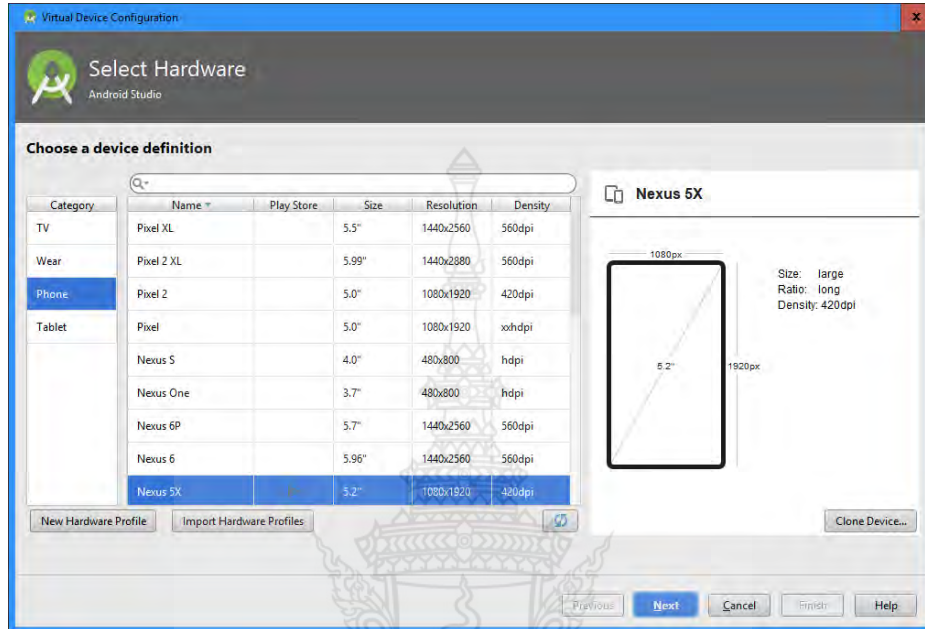 Virtual Device Configuration
x
Select Hardware
Android Studio
Choose a device definition
Category
TV
Wear
Phone
Tablet
Name Play Store Size Resolution Density
Pixel XL 5.5" 1440x2560 560dpi
Pixel 2 XL 5.99" 1440x2880 560dpi
Pixel 2 5.0" 1080x1920 420dpi
Pixel 5.0" 1080x1920 xxhdpi
Nexus S 4.0" 480x800 hdpi
Nexus One 3.7" 480x800 hdpi
Nexus 6P 5.7" 1440x2560 560dpi
Nexus 6 5.96" 1440x2560 560dpi
Nexus 5X 5.2" 1080x1920 420dpi
New Hardware Profile Import Hardware Profiles
Nexus 5X
1080px
5.2"
1920px
Size: large
Ratio: long
Density: 420dpi
Clone Device...
Previous Next Cancel Finish Help